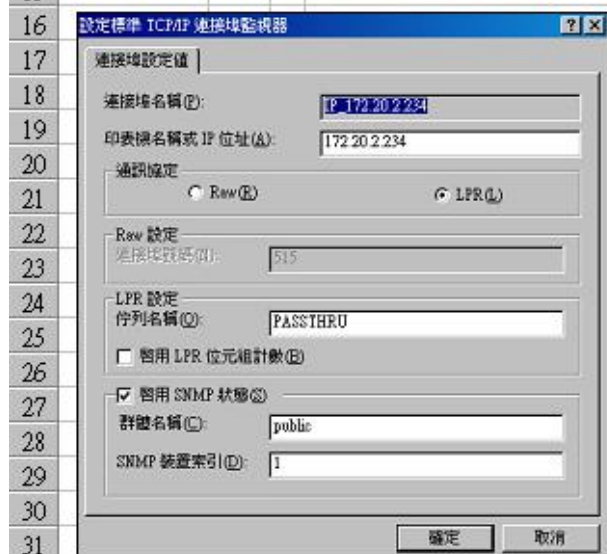 16
設定標準 TCP/IP 連接埠監視器
17
連接埠設定值
18
連接埠名稱(P): IP_172.20.2.234
19
印表機名稱或 IP 位址(A): 172.20.2.234
20
通訊協定
21
Raw(R) LPR(L)
22
Raw 設定
23
連接埠號碼(N): 515
24
LPR 設定
佇列名稱(Q): PASSTHRU
25
啓用 LPR 位元組計數(B)
26
啓用 SNMP 狀態(S)
27
群體名稱(C): public
28
SNMP 裝置索引(D): 1
29
30
31
確定 取消